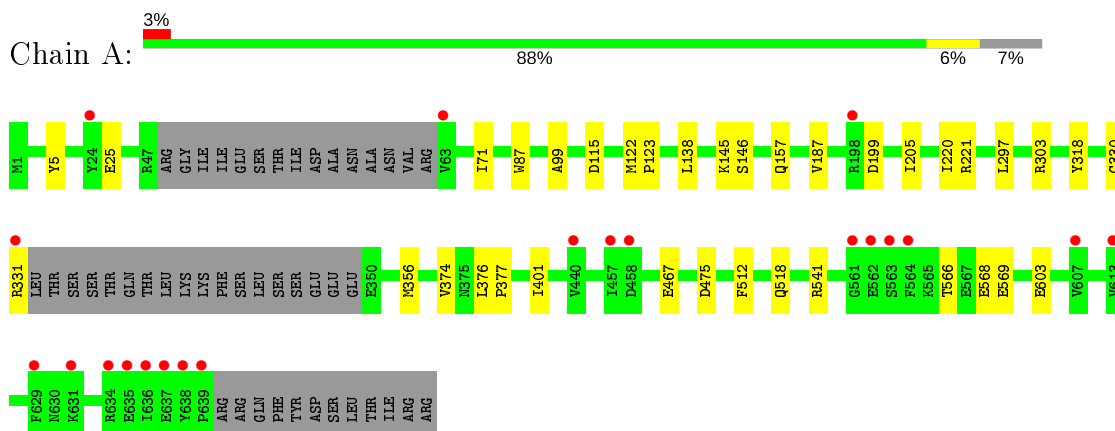 3%
Chain A:
88% 6% 7%
M1 Y5 Y24 E25 R47 ARG GLY ILE ILE GLU SER THR ILE ASP ALA ASN ALA ASN VAL ARG V63 I71 W87 A99 D115 M122 P123 L138 K145 S146 Q157 V187 R198 D199 I205 I220 R221 L297 R303 Y318
R331 LEU THR SER SER SER THR GLN THR LEU LYS LYS PHE SER LEU SER SER GLU GLU GLU E350 M356 V374 N375 L376 P377 I401 V440 I457 D458 E467 D475 F512 Q518 R541 G561 E562 S563 F564 K565 T566 E567 E568 E569 E603 V607
F629 N630 K631 R634 E635 I636 E637 Y638 P639 ARG ARG GLN PHE TYR ASP SER LEU THR ILE ARG ARG